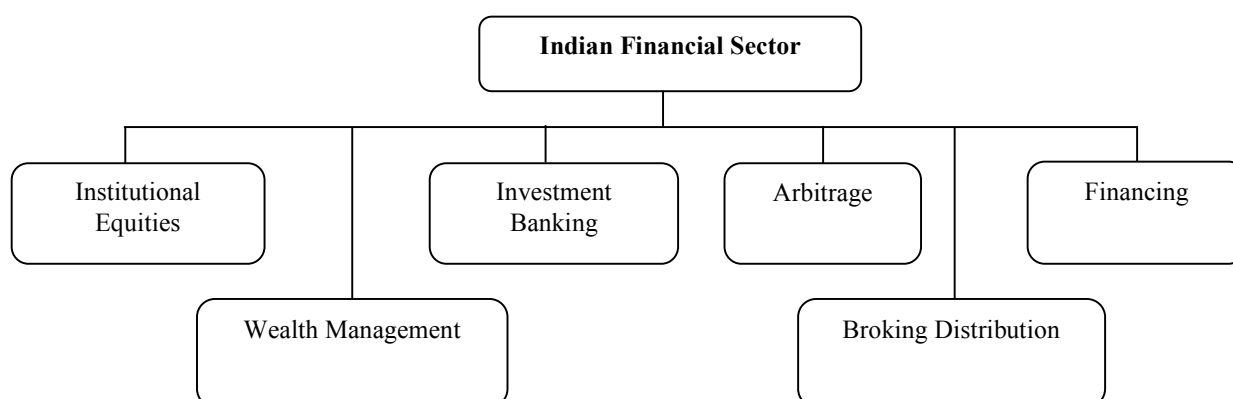 Indian Financial Sector
Institutional
Equities
Investment
Banking
Arbitrage
Financing
Wealth Management
Broking Distribution